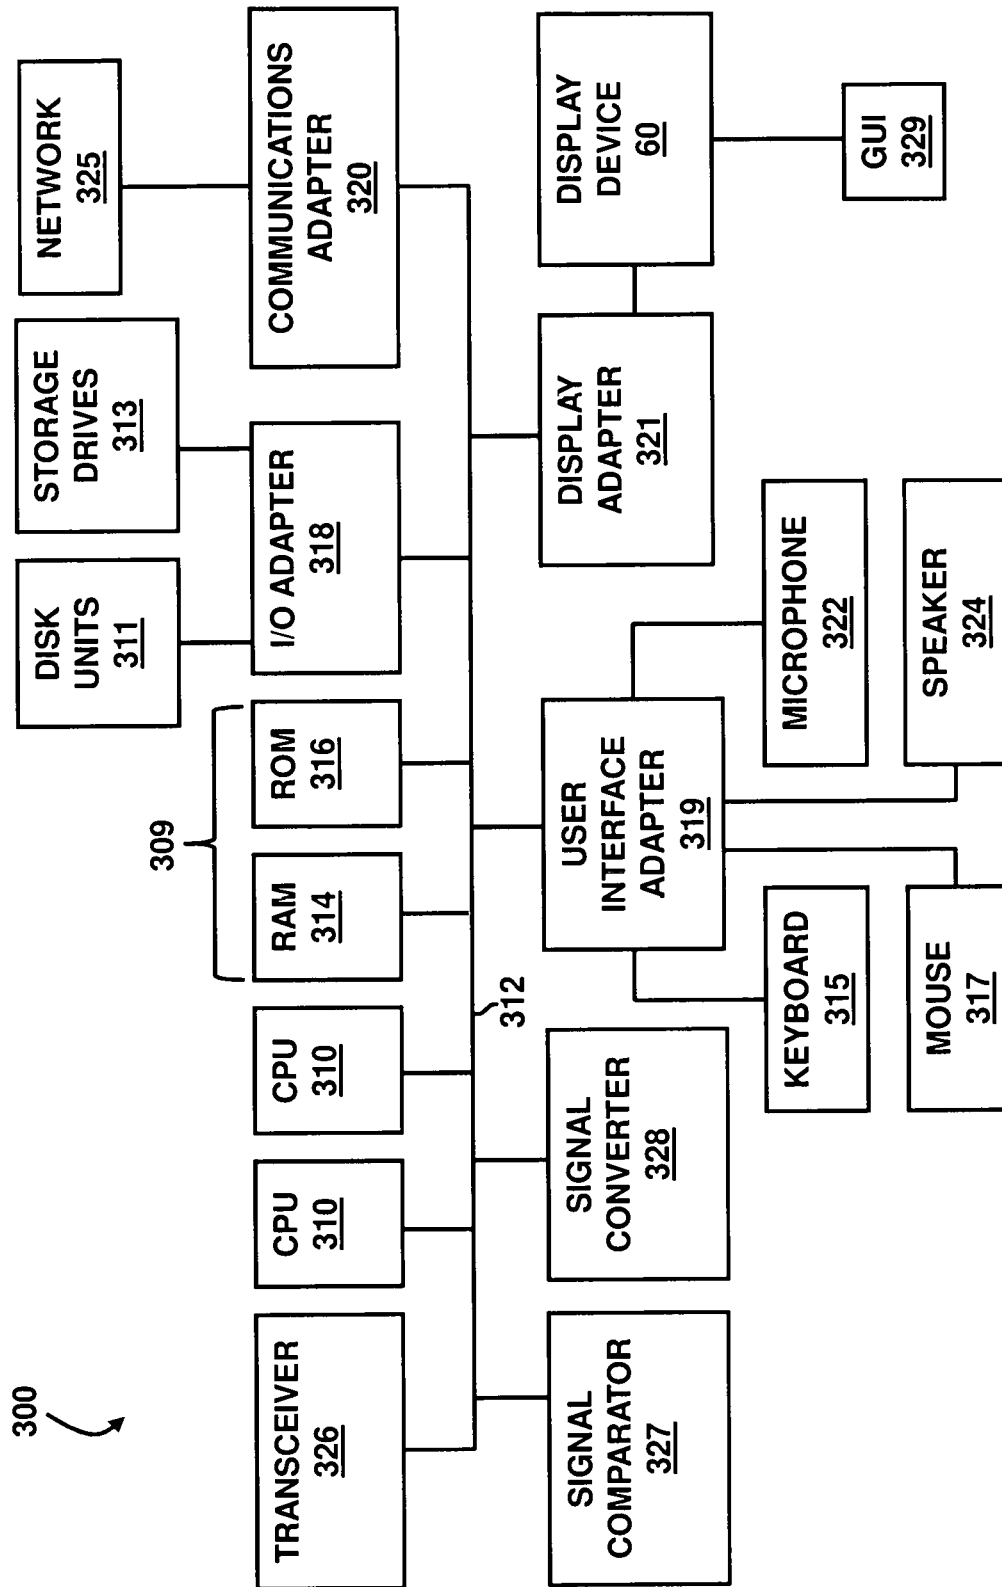 300
NETWORK
325
STORAGE
DRIVES
313
DISK
UNITS
311
309
TRANSCEIVER
326
CPU
310
CPU
310
RAM
314
ROM
316
I/O ADAPTER
318
COMMUNICATIONS
ADAPTER
320
312
SIGNAL
COMPARATOR
327
SIGNAL
CONVERTER
328
USER
INTERFACE
ADAPTER
319
DISPLAY
ADAPTER
321
DISPLAY
DEVICE
60
KEYBOARD
315
MICROPHONE
322
GUI
329
MOUSE
317
SPEAKER
324